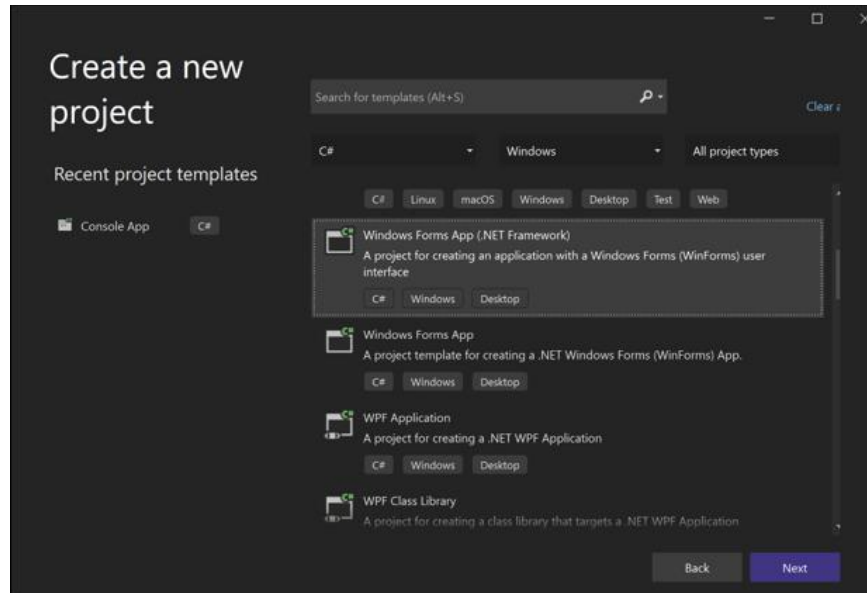 Create a new
project
Search for templates (Alt+S)
Clear a
C#
Windows
All project types
Recent project templates
Console App
C#
C# Linux macOS Windows Desktop Test Web
Windows Forms App (.NET Framework)
A project for creating an application with a Windows Forms (WinForms) user
interface
C# Windows Desktop
Windows Forms App
A project template for creating a .NET Windows Forms (WinForms) App.
C# Windows Desktop
WPF Application
A project for creating a .NET WPF Application
C# Windows Desktop
WPF Class Library
A project for creating a class library that targets a .NET WPF Application
Back
Next